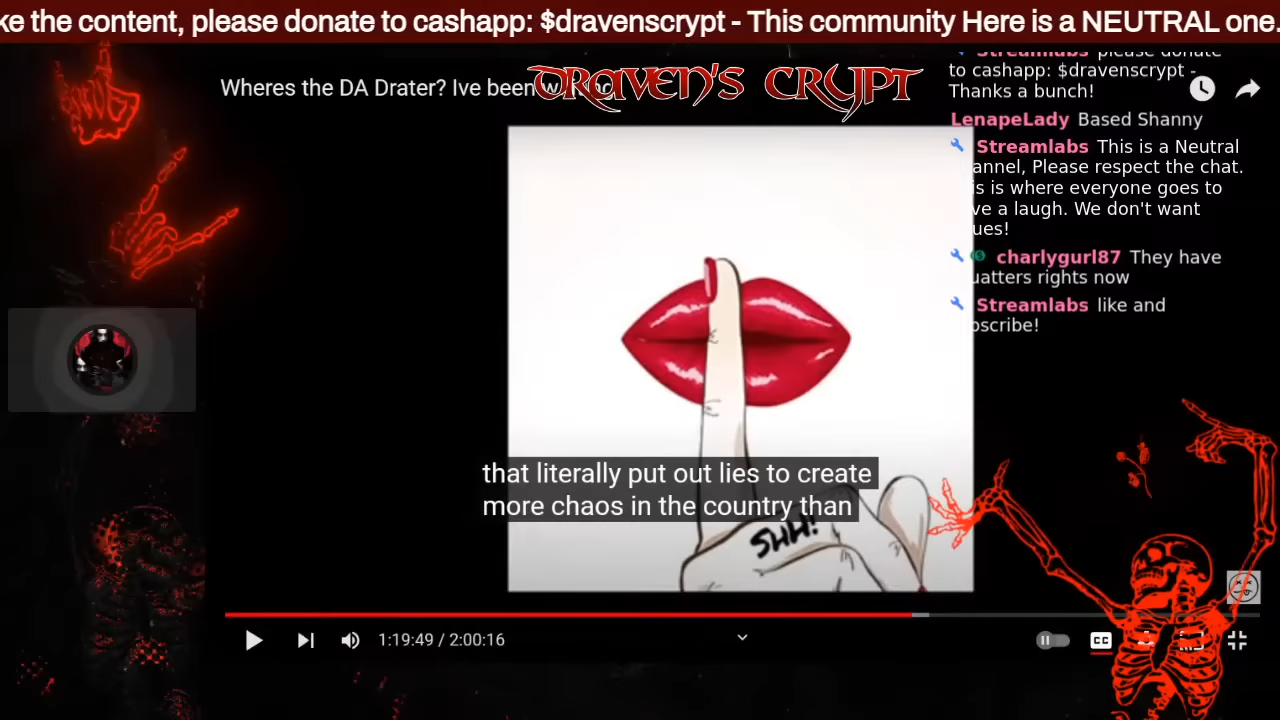 ke the content, please donate to cashapp: $dravenscrypt - This community Here is a NEUTRAL one.
Wheres the DA Drater? Ive been
DRAVEN'S CRYPT
Streamlabs please donate
to cashapp: $dravenscrypt -
Thanks a bunch!
LenapeLady Based Shanny
Streamlabs This is a Neutral
annel, Please respect the chat.
is is where everyone goes to
ve a laugh. We don't want
ues!
charlygurl87 They have
uatters right now
Streamlabs like and
oscribe!
that literally put out lies to create
more chaos in the country than
SHH!
1:19:49 / 2:00:16
CC